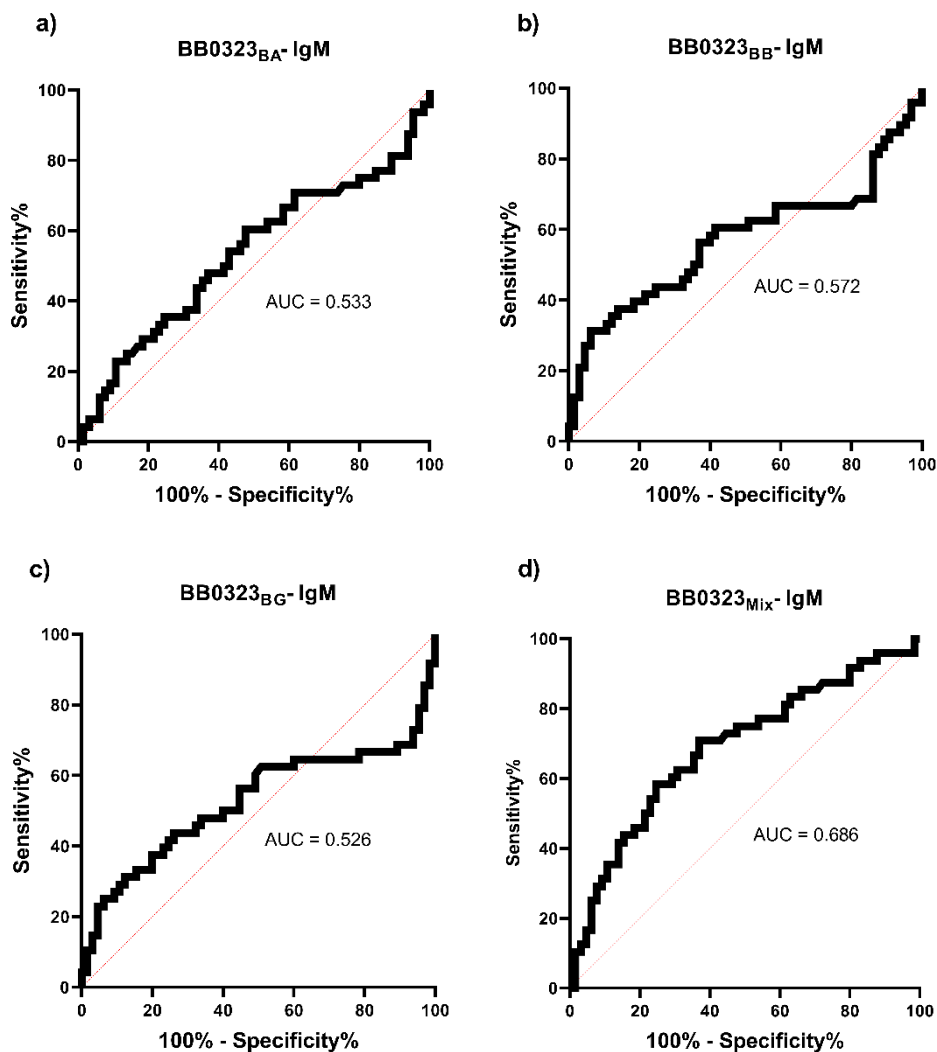 a)
BB0323BA- IgM
100
80
60
40
20
0
Sensitivity%
AUC = 0.533
0 20 40 60 80 100
100% - Specificity%
b)
BB0323BB- IgM
100
80
60
40
20
0
Sensitivity%
AUC = 0.572
0 20 40 60 80 100
100% - Specificity%
c)
BB0323BG- IgM
100
80
60
40
20
0
Sensitivity%
AUC = 0.526
0 20 40 60 80 100
100% - Specificity%
d)
BB0323Mix- IgM
100
80
60
40
20
0
Sensitivity%
AUC = 0.686
0 20 40 60 80 100
100% - Specificity%